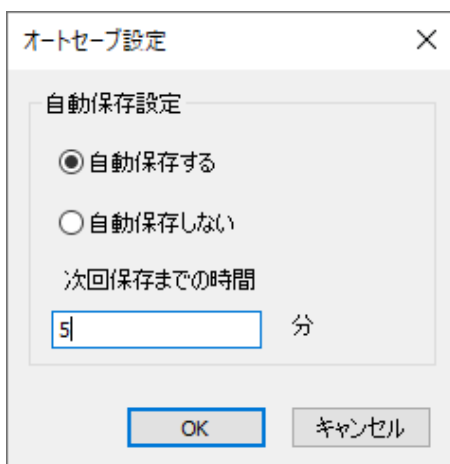 オートセーブ設定
自動保存設定
自動保存する
自動保存しない
次回保存までの時間
5 分
OK キャンセル